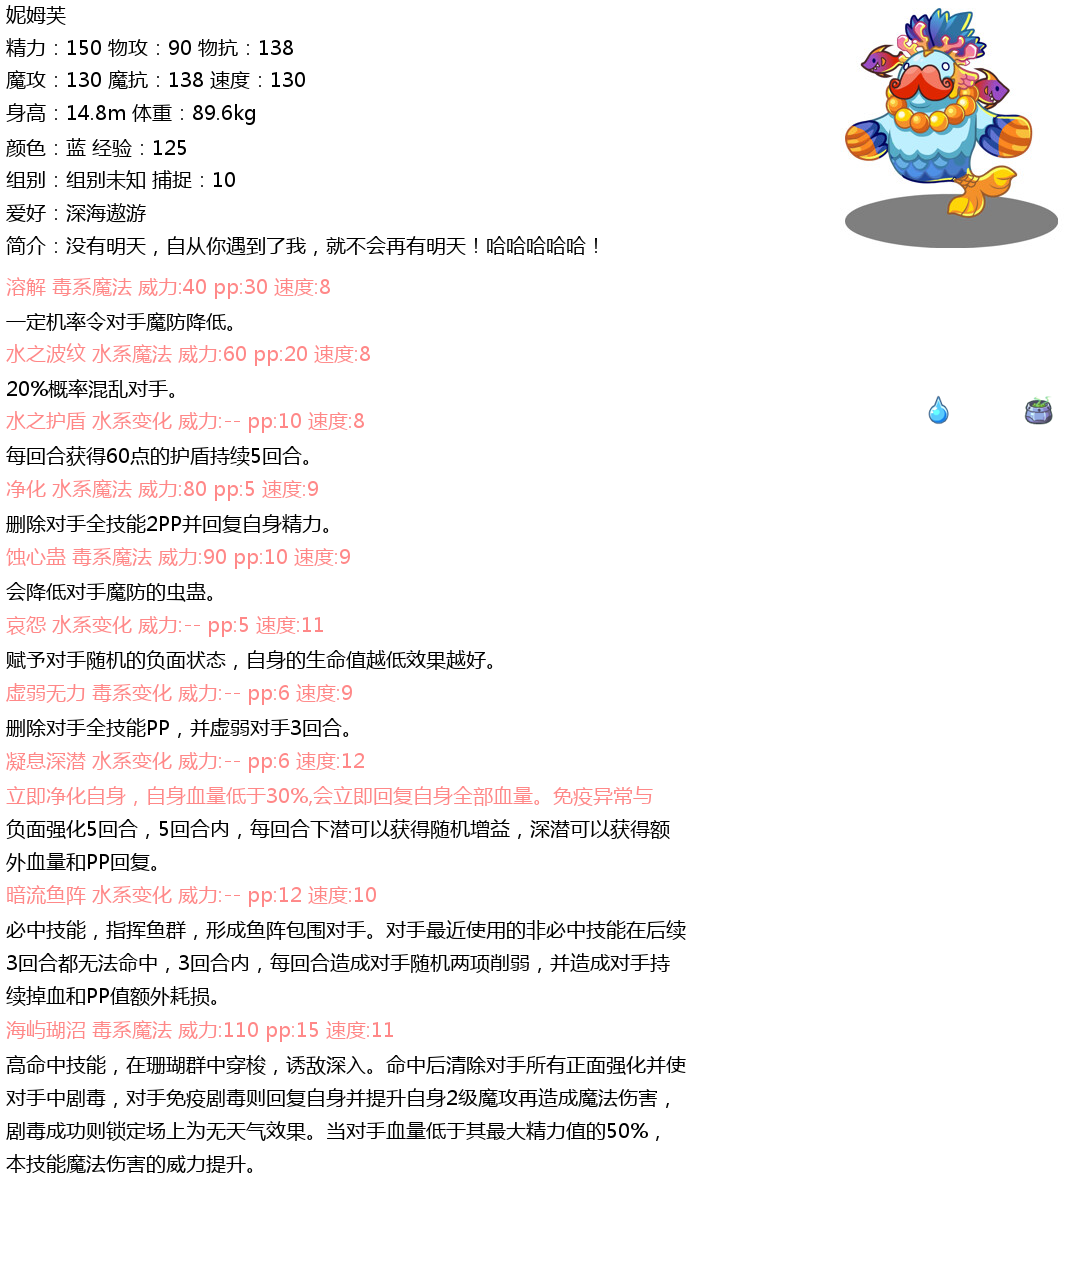 妮姆芙
精力：150 物攻：90 物抗：138
魔攻：130 魔抗：138 速度：130
身高：14.8m 体重：89.6kg
颜色：蓝 经验：125
组别：组别未知 捕捉：10
爱好：深海遨游
简介：没有明天，自从你遇到了我，就不会再有明天！哈哈哈哈哈！
溶解 毒系魔法 威力:40 pp:30 速度:8
一定机率令对手魔防降低。
水之波纹 水系魔法 威力:60 pp:20 速度:8
20%概率混乱对手。
水之护盾 水系变化 威力:-- pp:10 速度:8
每回合获得60点的护盾持续5回合。
净化 水系魔法 威力:80 pp:5 速度:9
删除对手全技能2PP并回复自身精力。
蚀心蛊 毒系魔法 威力:90 pp:10 速度:9
会降低对手魔防的虫蛊。
哀怨 水系变化 威力:-- pp:5 速度:11
赋予对手随机的负面状态，自身的生命值越低效果越好。
虚弱无力 毒系变化 威力:-- pp:6 速度:9
删除对手全技能PP，并虚弱对手3回合。
凝息深潜 水系变化 威力:-- pp:6 速度:12
立即净化自身，自身血量低于30%,会立即回复自身全部血量。免疫异常与
负面强化5回合，5回合内，每回合下潜可以获得随机增益，深潜可以获得额
外血量和PP回复。
暗流鱼阵 水系变化 威力:-- pp:12 速度:10
必中技能，指挥鱼群，形成鱼阵包围对手。对手最近使用的非必中技能在后续
3回合都无法命中，3回合内，每回合造成对手随机两项削弱，并造成对手持
续掉血和PP值额外耗损。
海屿瑚沼 毒系魔法 威力:110 pp:15 速度:11
高命中技能，在珊瑚群中穿梭，诱敌深入。命中后清除对手所有正面强化并使
对手中剧毒，对手免疫剧毒则回复自身并提升自身2级魔攻再造成魔法伤害，
剧毒成功则锁定场上为无天气效果。当对手血量低于其最大精力值的50%，
本技能魔法伤害的威力提升。